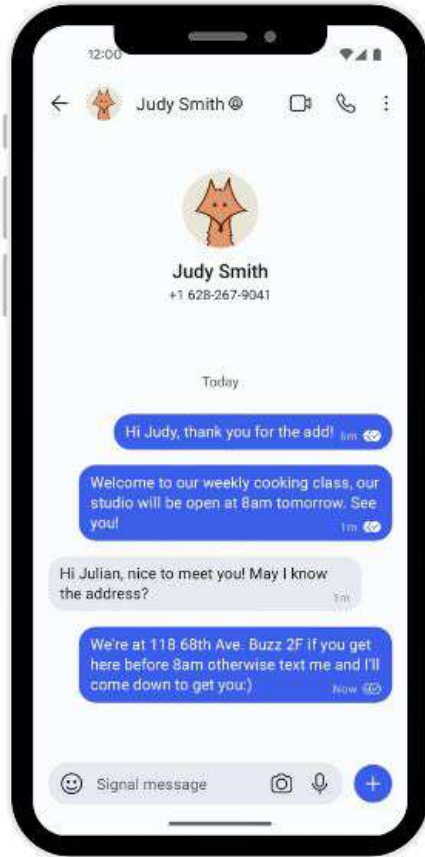 12:00
Judy Smith
Judy Smith
+1 628-267-9041
Today
Hi Judy, thank you for the add! 6m
Welcome to our weekly cooking class, our
studio will be open at 8am tomorrow. See
you!
1m
Hi Julian, nice to meet you! May I know
the address?
1m
We're at 118 68th Ave. Buzz 2F if you get
here before 8am otherwise text me and I'll
come down to get you:)
Now
Signal message